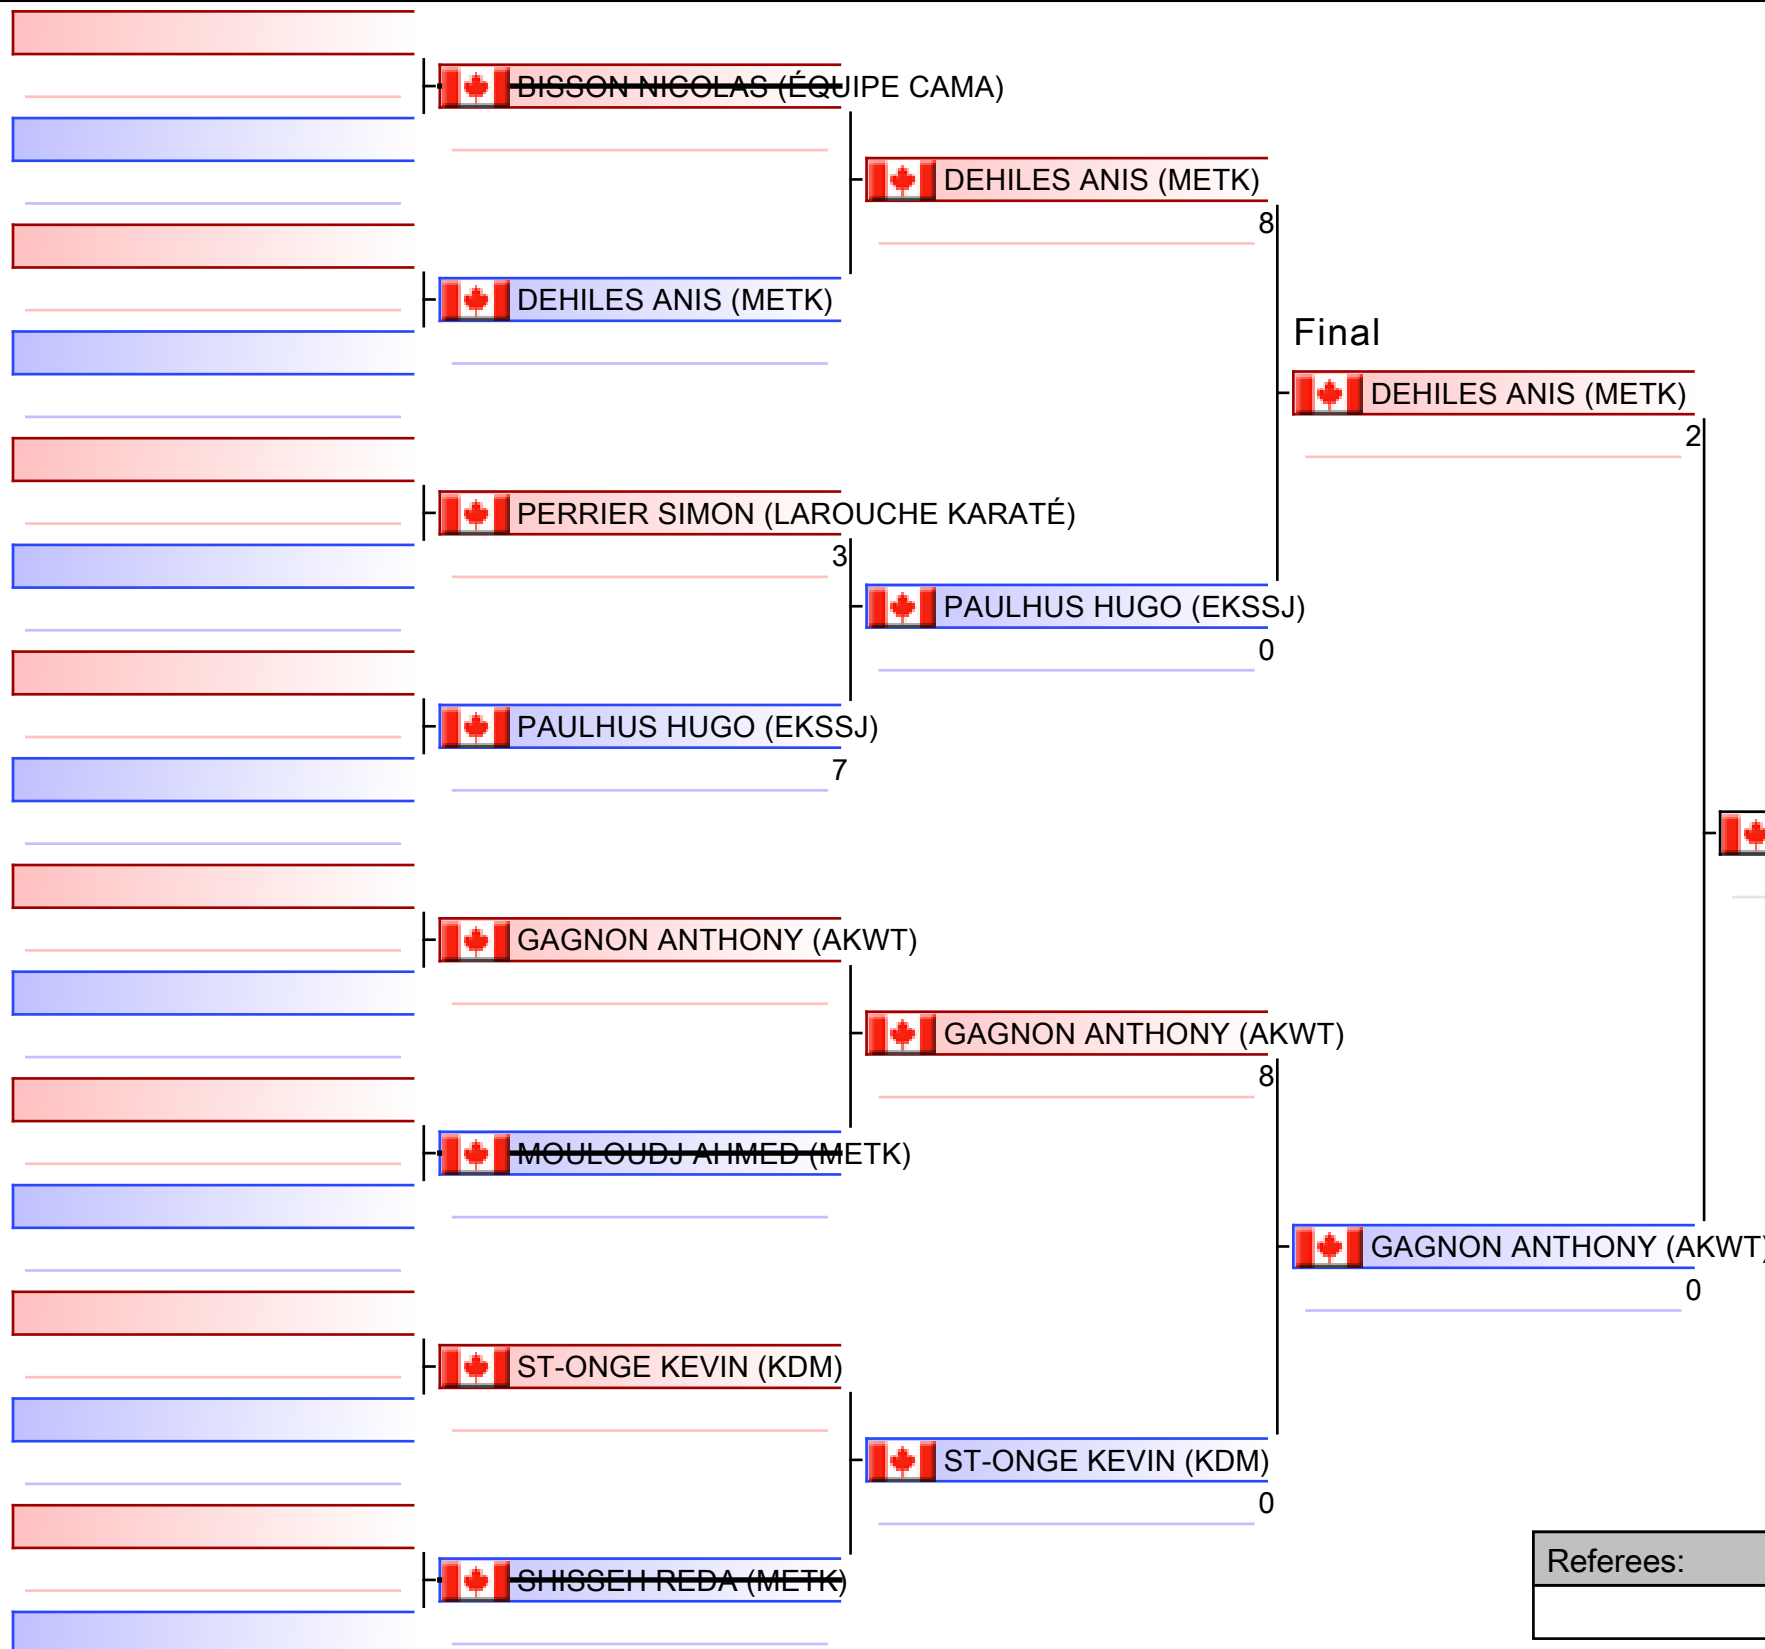 BISSON NICOLAS (ÉQUIPE CAMA)
DEHILES ANIS (METK)
8
DEHILES ANIS (METK)
Final
DEHILES ANIS (METK)
2
PERRIER SIMON (LAROUCHE KARATÉ)
3
PAULHUS HUGO (EKSSJ)
0
PAULHUS HUGO (EKSSJ)
7
GAGNON ANTHONY (AKWT)
GAGNON ANTHONY (AKWT)
8
MOULOUDJ AHMED (METK)
GAGNON ANTHONY (AKWT)
0
ST-ONGE KEVIN (KDM)
ST-ONGE KEVIN (KDM)
0
Referees:
SHISSEH REDA (METK)